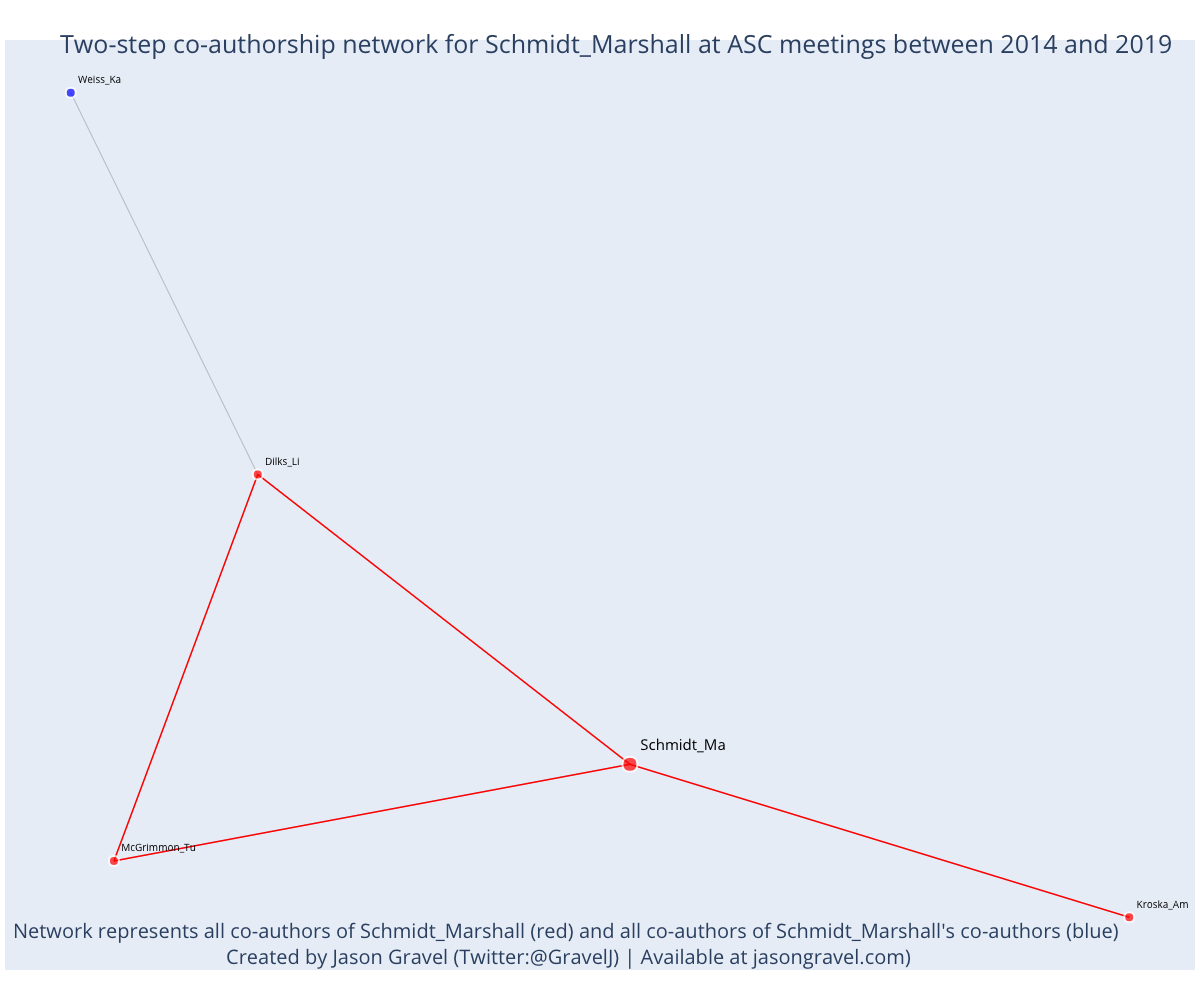 Two-step co-authorship network for Schmidt_Marshall at ASC meetings between 2014 and 2019
Weiss_Ka
Dilks_Li
Schmidt_Ma
McGrimmon_Tu
Kroska_Am
Network represents all co-authors of Schmidt_Marshall (red) and all co-authors of Schmidt_Marshall's co-authors (blue)
Created by Jason Gravel (Twitter:@GravelJ) | Available at jasongravel.com)